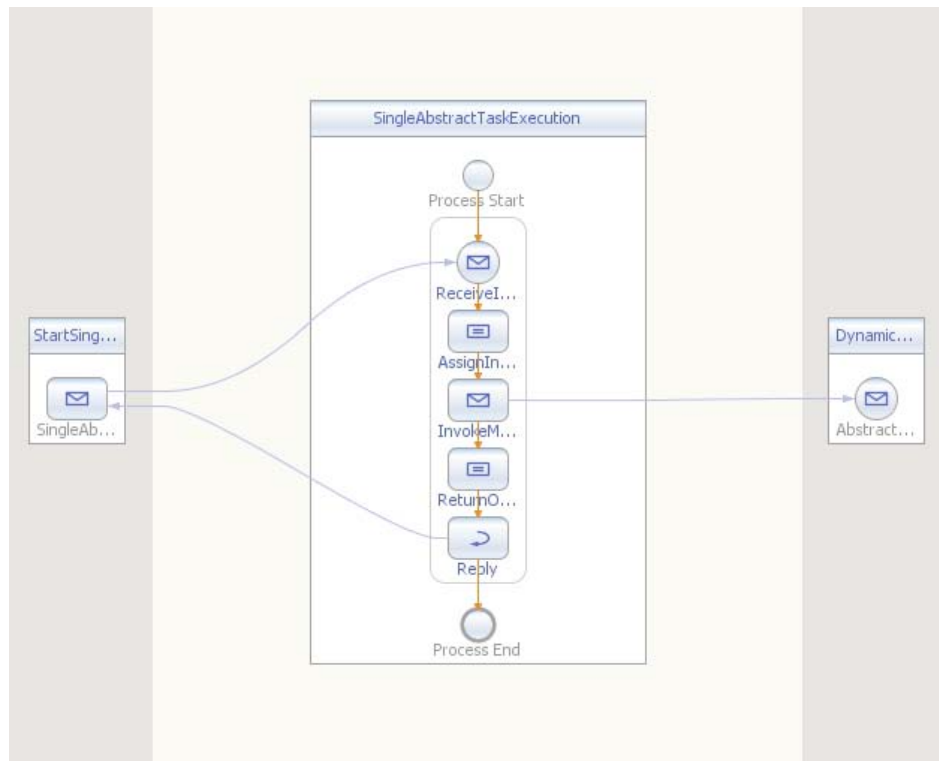 SingleAbstractTaskExecution
Process Start
ReceiveI...
AssignIn...
InvokeM...
ReturnO...
Reply
Process End
StartSing...
SingleAb...
Dynamic...
Abstract...